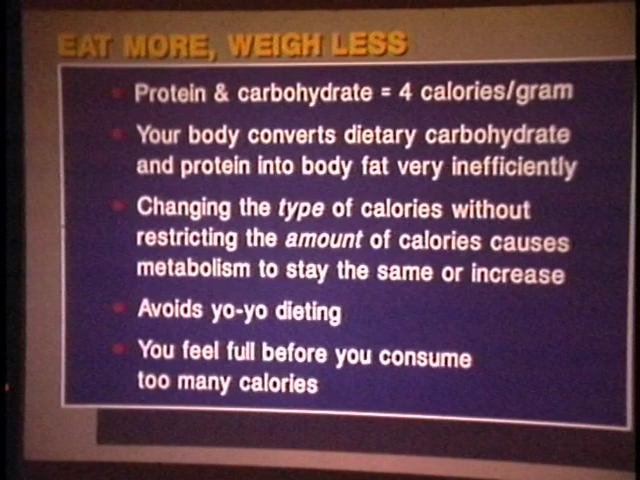 EAT MORE, WEIGH LESS
Protein & carbohydrate = 4 calories/gram
Your body converts dietary carbohydrate
and protein into body fat very inefficiently
Changing the type of calories without
restricting the amount of calories causes
metabolism to stay the same or increase
Avoids yo-yo dieting
You feel full before you consume
too many calories